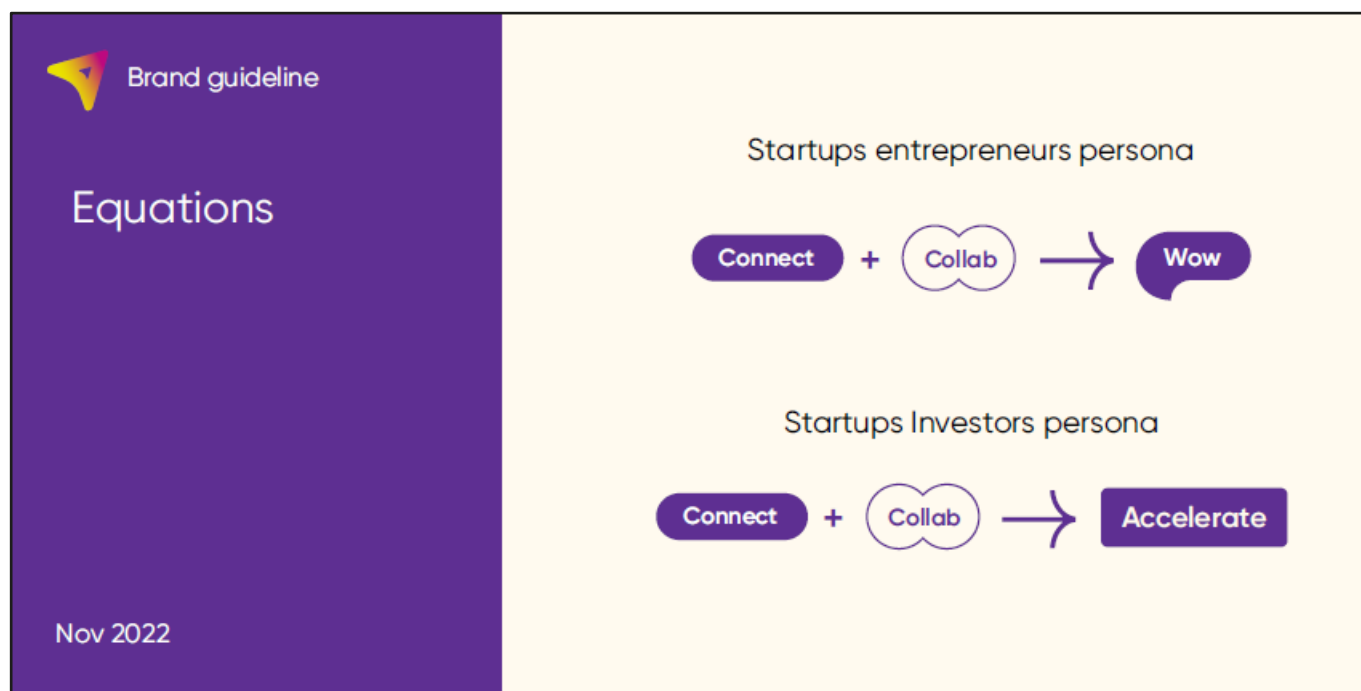 Brand guideline
Equations
Nov 2022
Startups entrepreneurs persona
Connect + Collab Wow
Startups Investors persona
Connect + Collab Accelerate